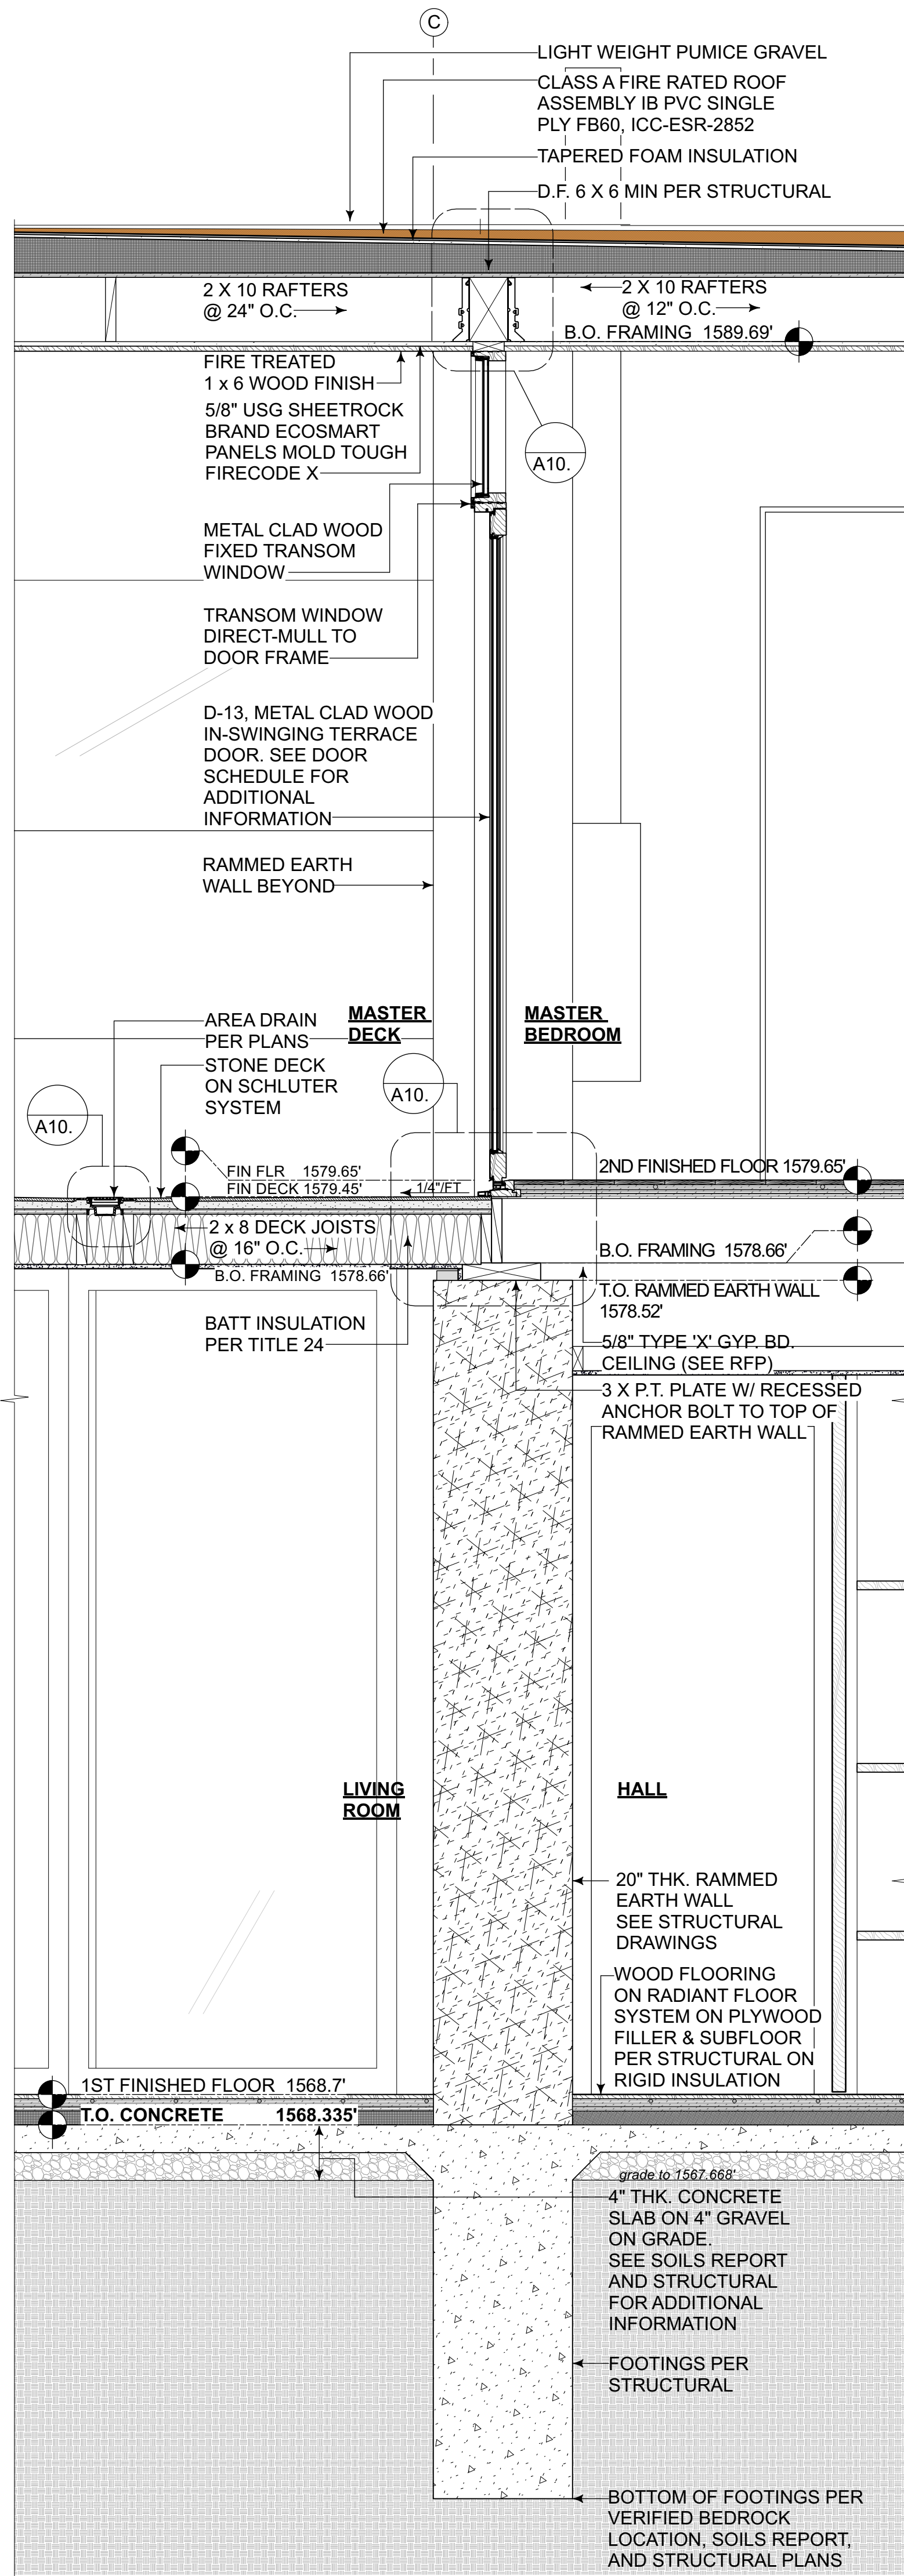 C
LIGHT WEIGHT PUMICE GRAVEL
CLASS A FIRE RATED ROOF
ASSEMBLY IB PVC SINGLE
PLY FB60, ICC-ESR-2852
TAPERED FOAM INSULATION
D.F. 6 X 6 MIN PER STRUCTURAL
2 X 10 RAFTERS
@ 24" O.C.
2 X 10 RAFTERS
@ 12" O.C.
B.O. FRAMING 1589.69'
FIRE TREATED
1 x 6 WOOD FINISH
5/8" USG SHEETROCK
BRAND ECOSMART
PANELS MOLD TOUGH
FIRECODE X
A10.
METAL CLAD WOOD
FIXED TRANSOM
WINDOW
TRANSOM WINDOW
DIRECT-MULL TO
DOOR FRAME
D-13, METAL CLAD WOOD
IN-SWINGING TERRACE
DOOR. SEE DOOR
SCHEDULE FOR
ADDITIONAL
INFORMATION
RAMMED EARTH
WALL BEYOND
MASTER
DECK
MASTER
BEDROOM
AREA DRAIN
PER PLANS
STONE DECK
ON SCHLUTER
SYSTEM
A10.
A10.
FIN FLR 1579.65'
FIN DECK 1579.45'
1/4"/FT
2ND FINISHED FLOOR 1579.65'
2 x 8 DECK JOISTS
@ 16" O.C.
B.O. FRAMING 1578.66'
B.O. FRAMING 1578.66'
T.O. RAMMED EARTH WALL
1578.52'
BATT INSULATION
PER TITLE 24
5/8" TYPE 'X' GYP. BD.
CEILING (SEE RFP)
3 X P.T. PLATE W/ RECESSED
ANCHOR BOLT TO TOP OF
RAMMED EARTH WALL
LIVING
ROOM
HALL
20" THK. RAMMED
EARTH WALL
SEE STRUCTURAL
DRAWINGS
WOOD FLOORING
ON RADIANT FLOOR
SYSTEM ON PLYWOOD
FILLER & SUBFLOOR
PER STRUCTURAL ON
RIGID INSULATION
1ST FINISHED FLOOR 1568.7'
T.O. CONCRETE 1568.335'
grade to 1567.668'
4" THK. CONCRETE
SLAB ON 4" GRAVEL
ON GRADE.
SEE SOILS REPORT
AND STRUCTURAL
FOR ADDITIONAL
INFORMATION
FOOTINGS PER
STRUCTURAL
BOTTOM OF FOOTINGS PER
VERIFIED BEDROCK
LOCATION, SOILS REPORT,
AND STRUCTURAL PLANS